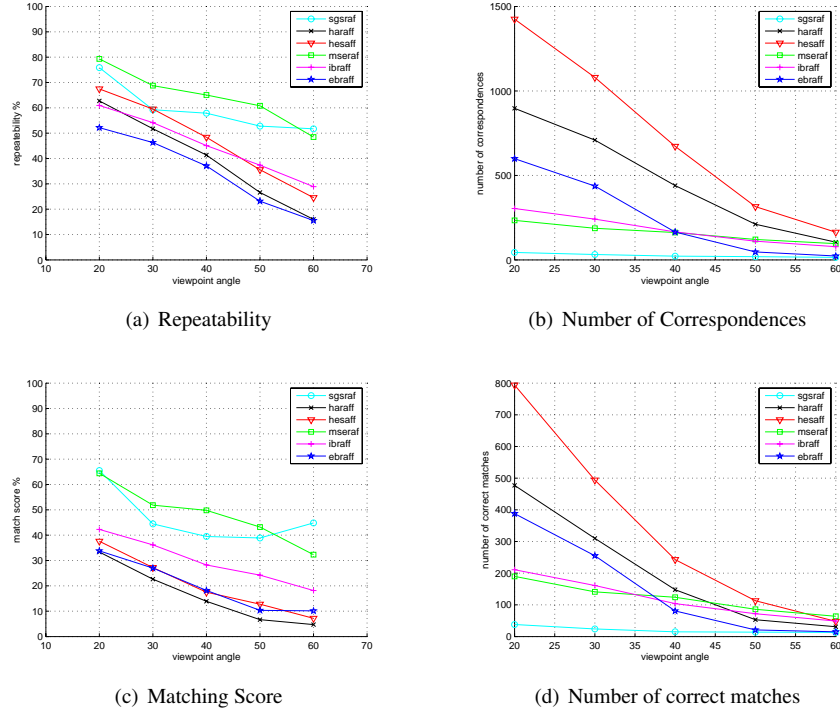 100
90
80
70
60
50
40
30
20
10
0
repeatability %
10 20 30 40 50 60 70
viewpoint angle
sgsraf
haraff
hesaff
mseraf
ibraff
ebraff
(a) Repeatability
1500
1000
500
0
number of correspondences
20 25 30 35 40 45 50 55 60
viewpoint angle
sgsraf
haraff
hesaff
mseraf
ibraff
ebraff
(b) Number of Correspondences
100
90
80
70
60
50
40
30
20
10
0
match score %
10 20 30 40 50 60 70
viewpoint angle
sgsraf
haraff
hesaff
mseraf
ibraff
ebraff
(c) Matching Score
800
700
600
500
400
300
200
100
0
number of correct matches
20 25 30 35 40 45 50 55 60
viewpoint angle
sgsraf
haraff
hesaff
mseraf
ibraff
ebraff
(d) Number of correct matches